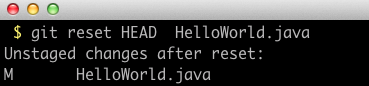 $ git reset HEAD  HelloWorld.java
Unstaged changes after reset:
M       HelloWorld.java